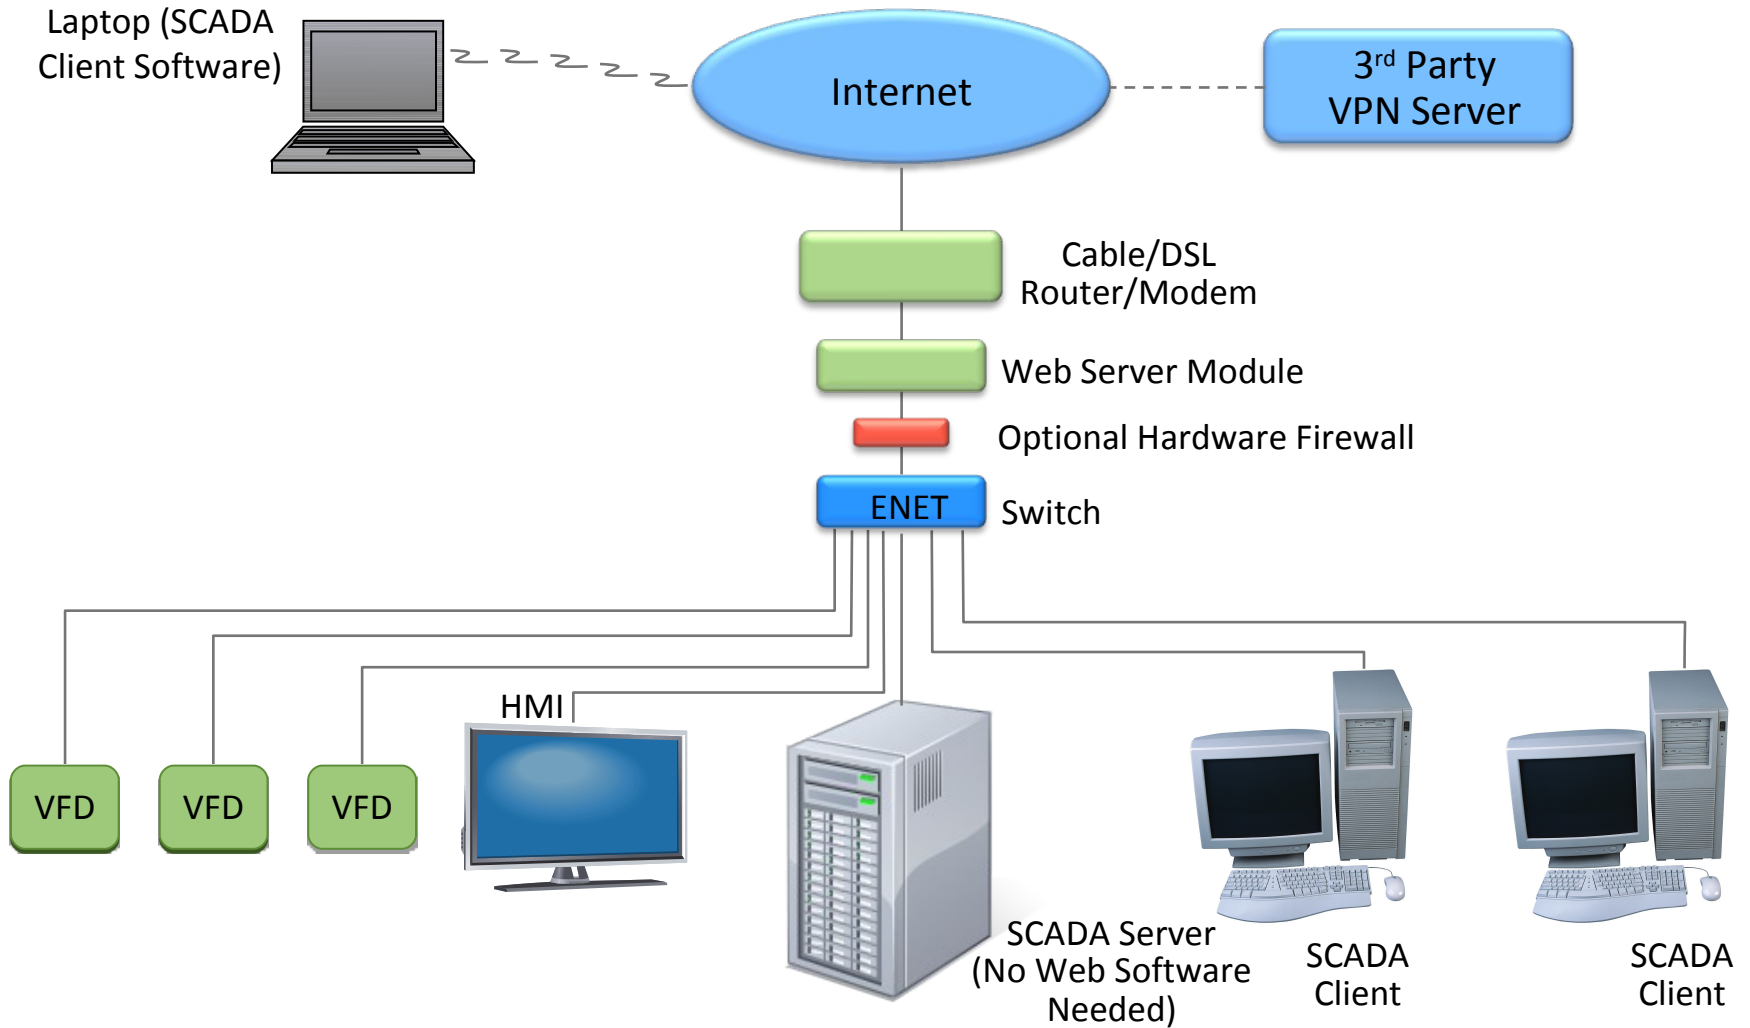 Laptop (SCADA
Client Software)
Internet
3rd Party
VPN Server
Cable/DSL
Router/Modem
Web Server Module
Optional Hardware Firewall
ENET
Switch
HMI
VFD
VFD
VFD
SCADA Server
(No Web Software
Needed)
SCADA
Client
SCADA
Client